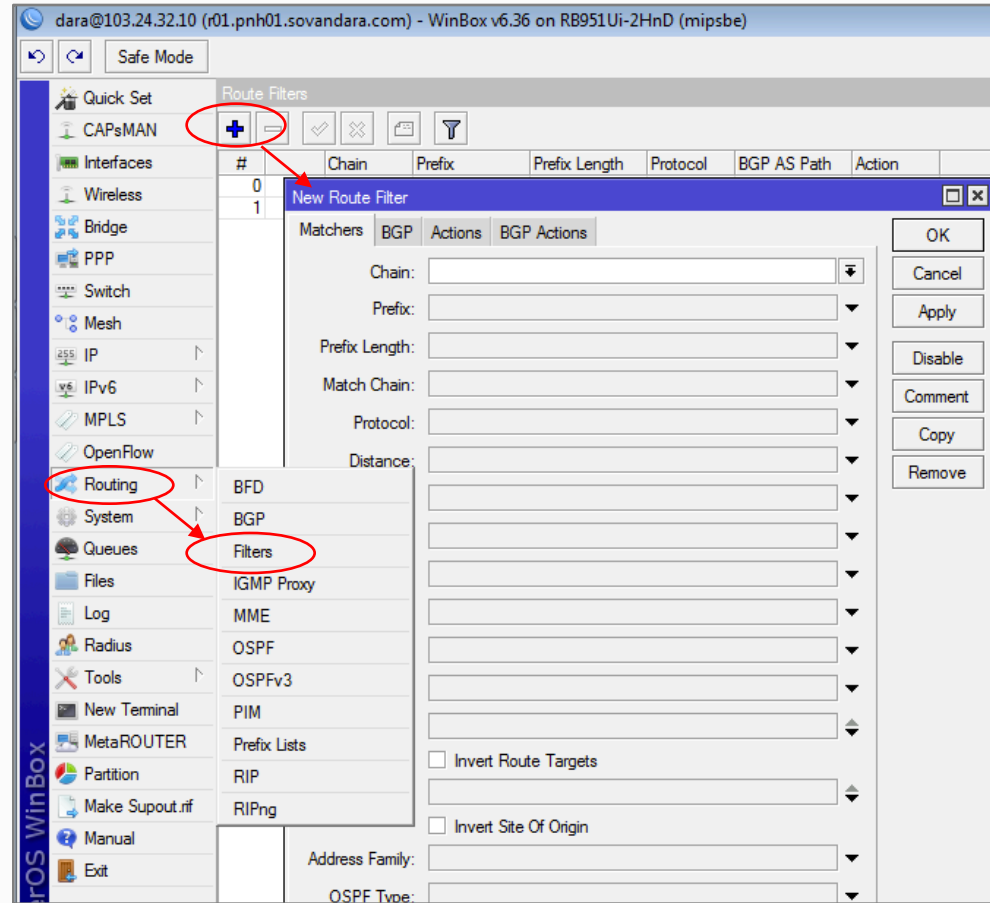 dara@103.24.32.10 (r01.pnh01.sovandara.com) - WinBox v6.36 on RB951Ui-2HnD (mipsbe)
Safe Mode
Quick Set
CAPsMAN
Interfaces
Wireless
Bridge
PPP
Switch
Mesh
IP
IPv6
MPLS
OpenFlow
Routing
System
Queues
Files
Log
Radius
Tools
New Terminal
MetaROUTER
Partition
Make Supout.rif
Manual
Exit
erOS WinBox
BFD
BGP
Filters
IGMP Proxy
MME
OSPF
OSPFv3
PIM
Prefix Lists
RIP
RIPng
Route Filters
# Chain Prefix Prefix Length Protocol BGP AS Path Action
0
1
New Route Filter
Matchers BGP Actions BGP Actions
Chain:
Prefix:
Prefix Length:
Match Chain:
Protocol:
Distance:
Invert Route Targets
Invert Site Of Origin
Address Family:
OSPF Type:
OK
Cancel
Apply
Disable
Comment
Copy
Remove